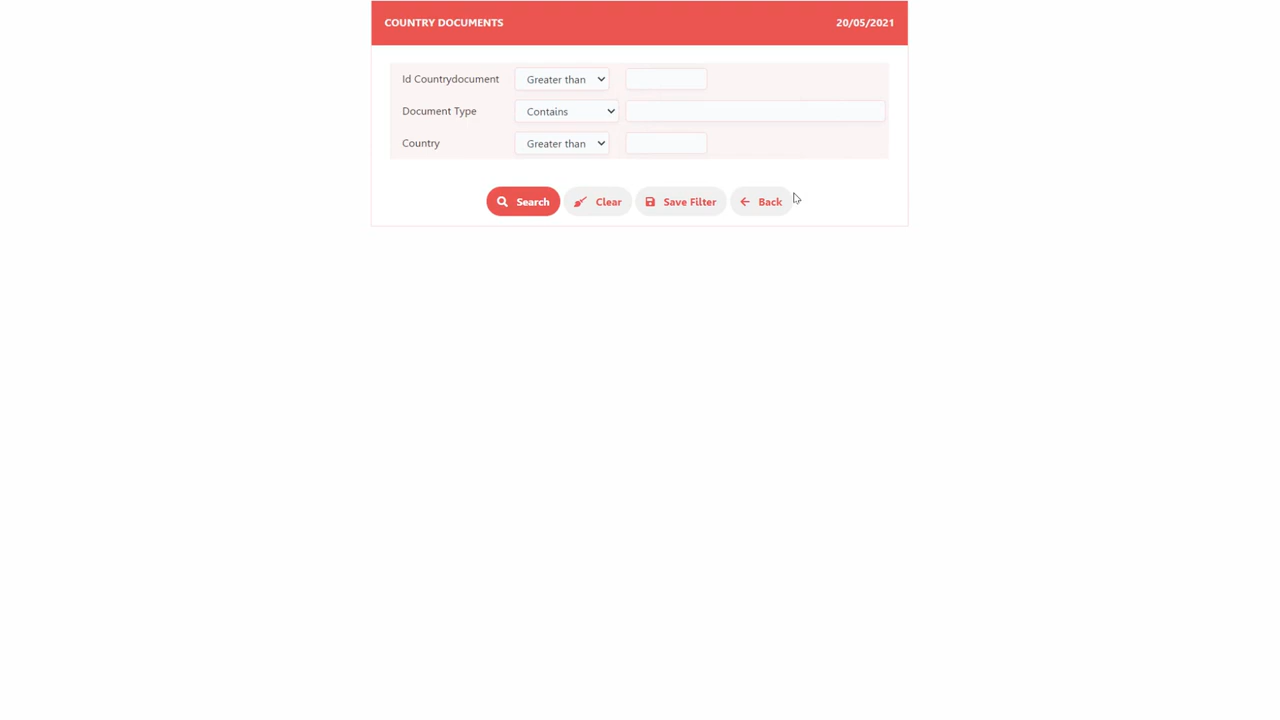 COUNTRY DOCUMENTS 20/05/2021
Id Countrydocument Greater than
Document Type Contains
Country Greater than
Search Clear Save Filter Back